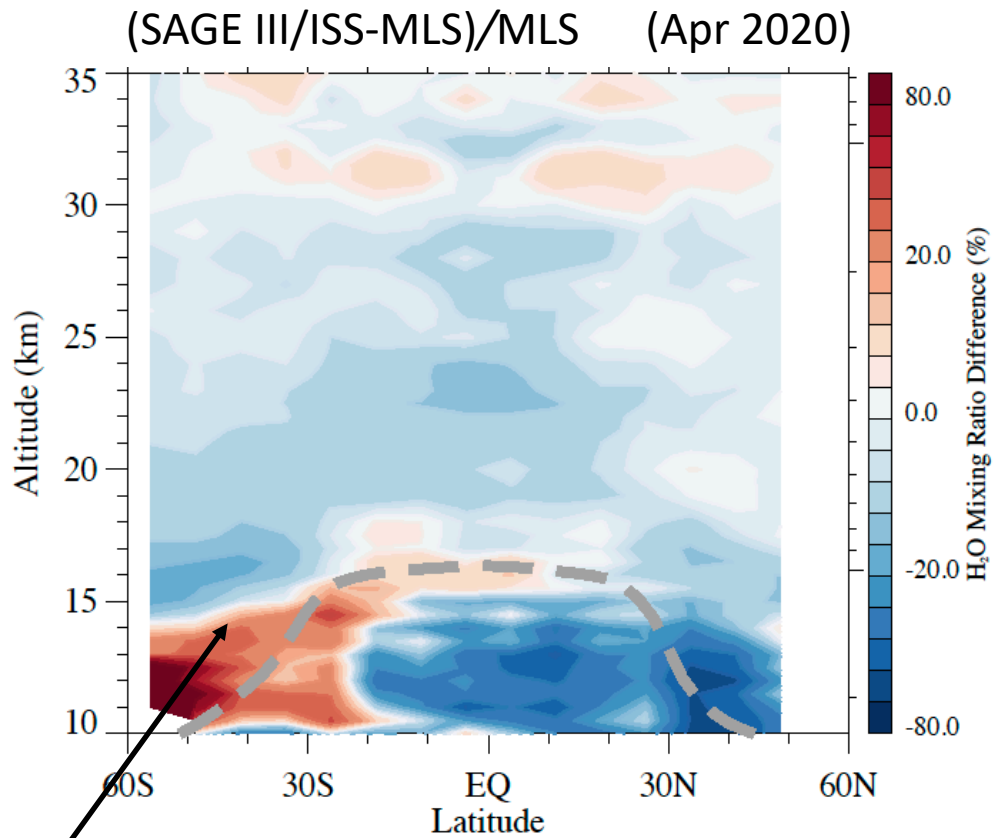 (SAGE III/ISS-MLS)/MLS (Apr 2020)
35
30
25
20
15
10
Altitude (km)
60S 30S EQ 30N 60N
Latitude
80.0
20.0
0.0
-20.0
-80.0
H₂O Mixing Ratio Difference (%)